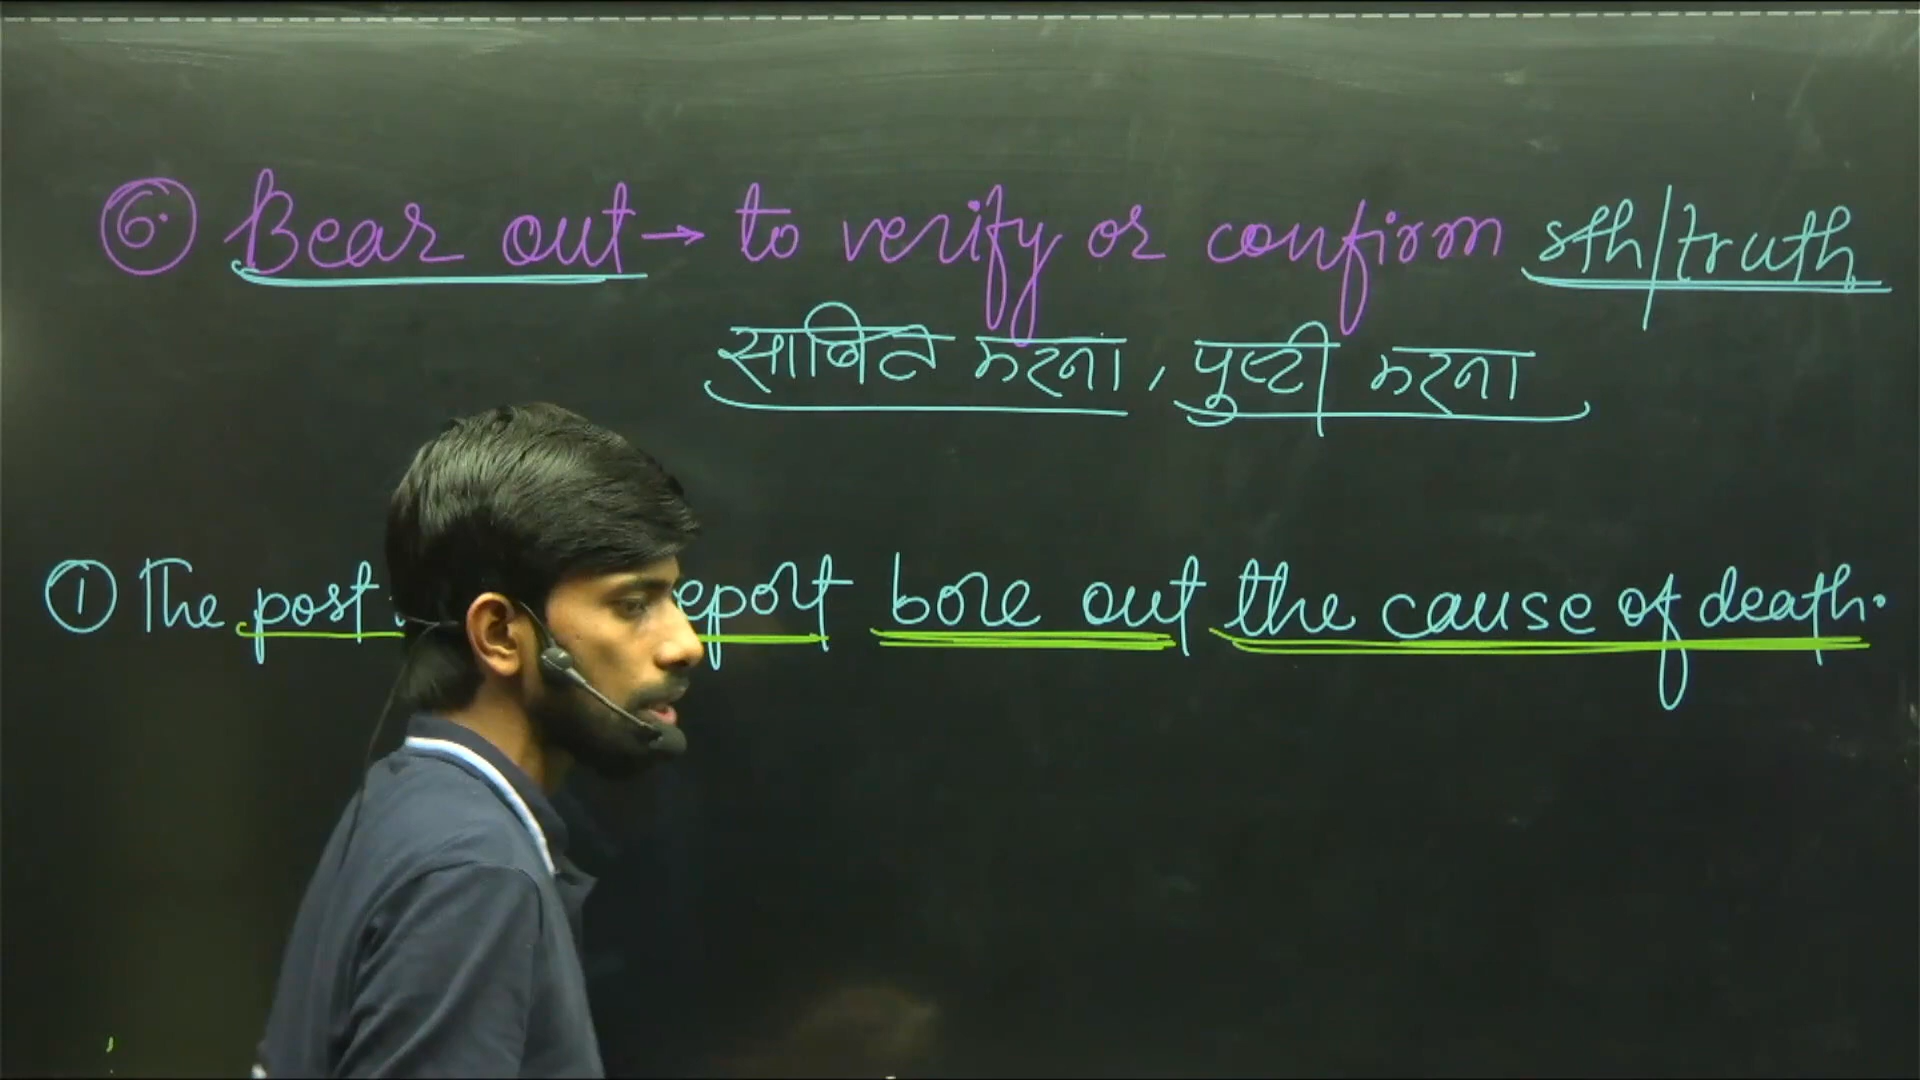 6. Bear out → to verify or confirm sth/truth
साबित करना, पुष्टी करना
① The post report bore out the cause of death.